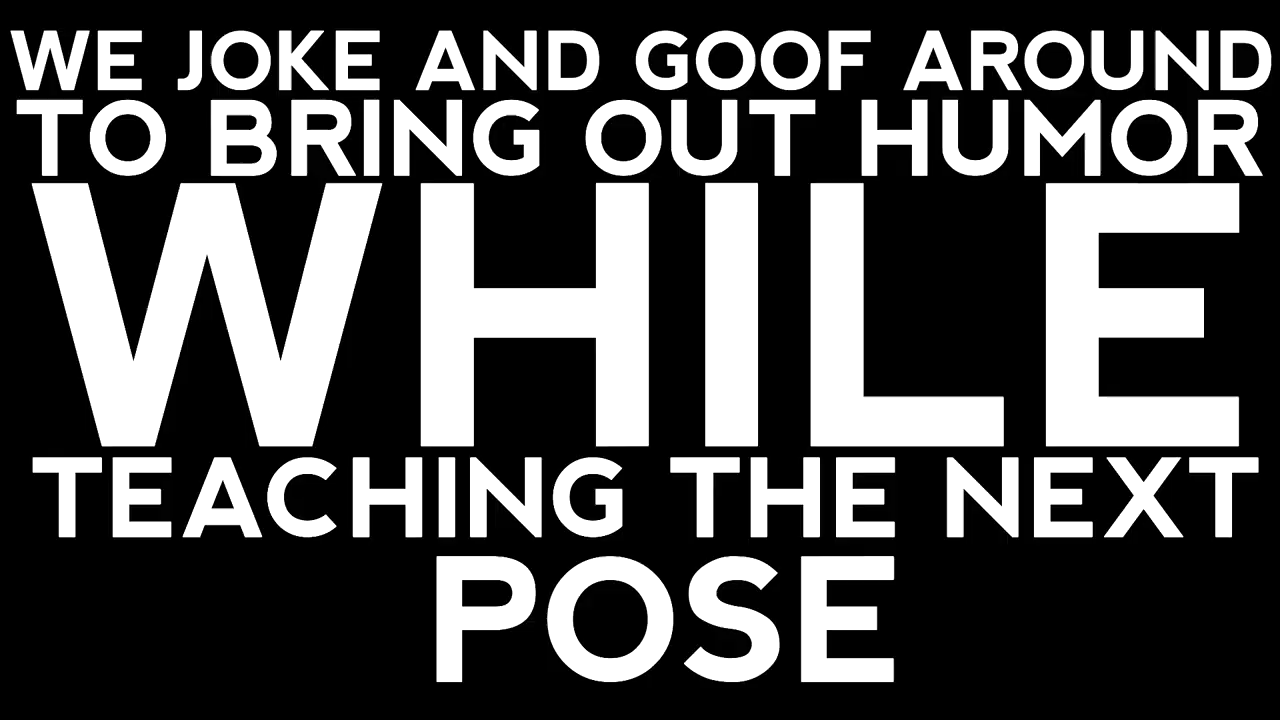 WE JOKE AND GOOF AROUND
TO BRING OUT HUMOR
WHILE
TEACHING THE NEXT
POSE